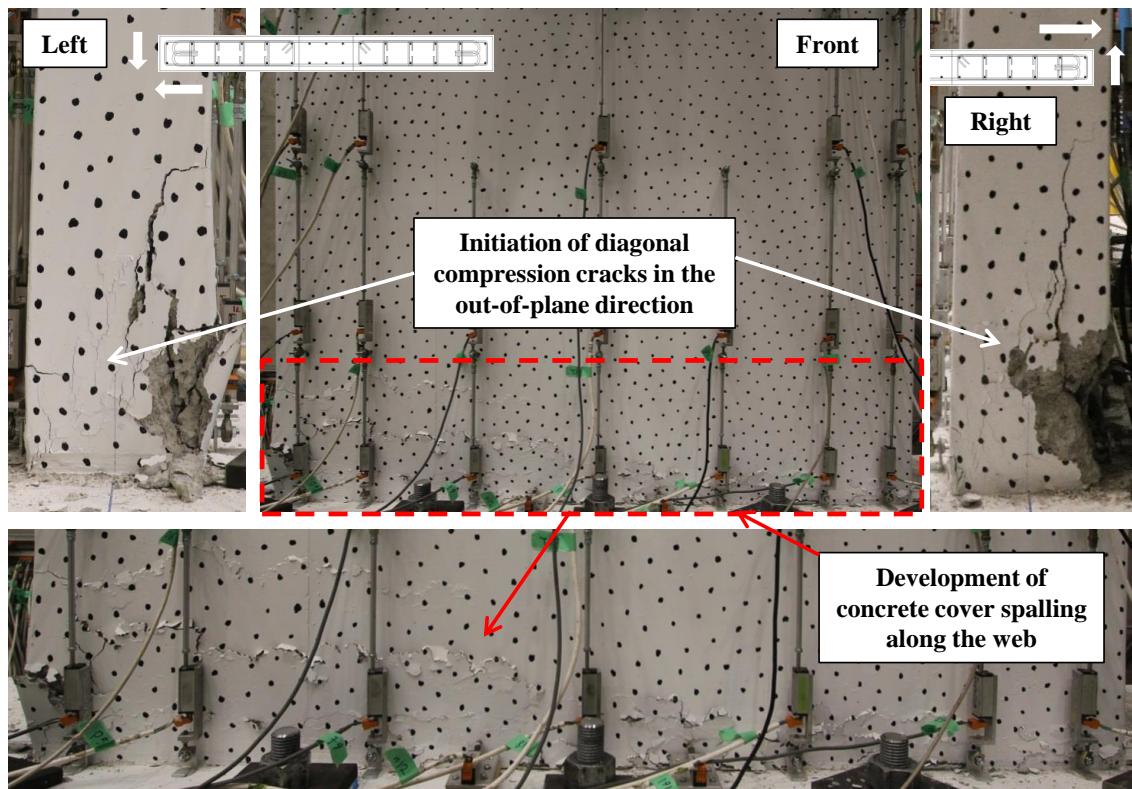 Left
Front
Right
Initiation of diagonal
compression cracks in the
out-of-plane direction
Development of
concrete cover spalling
along the web